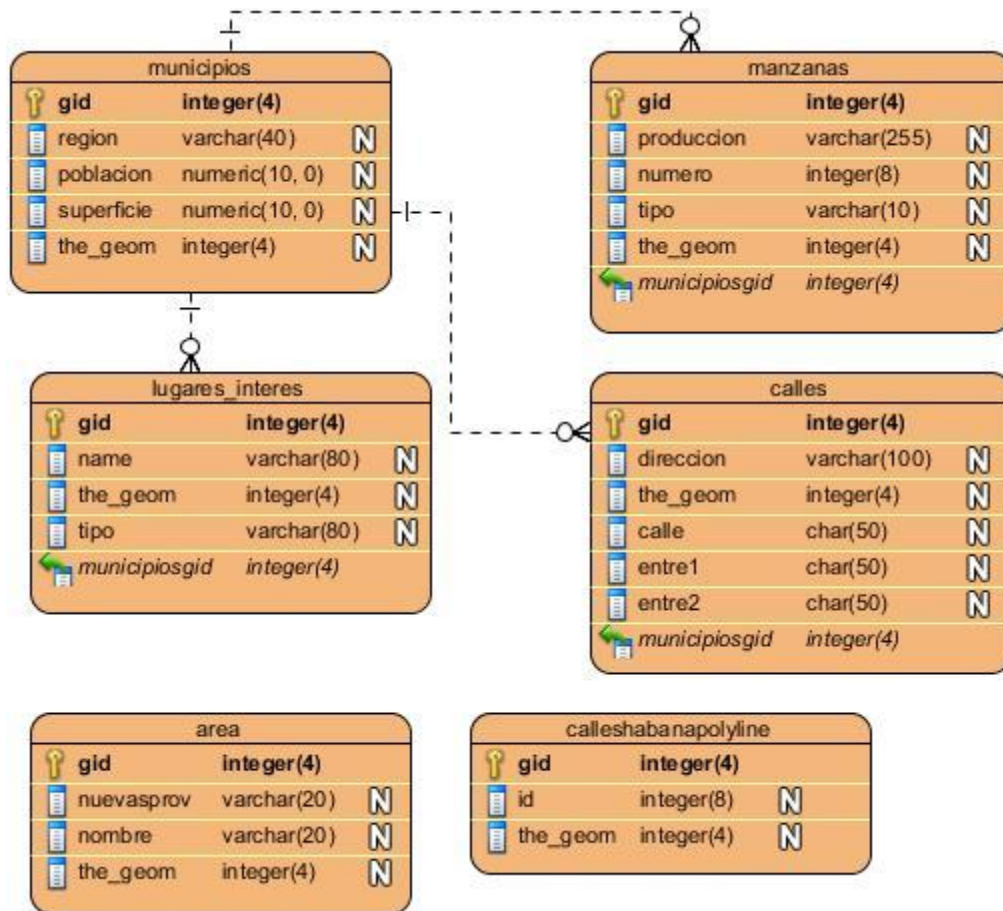 municipios
gid integer(4)
region varchar(40) N
poblacion numeric(10, 0) N
superficie numeric(10, 0) N
the_geom integer(4) N
manzanas
gid integer(4)
produccion varchar(255) N
numero integer(8) N
tipo varchar(10) N
the_geom integer(4) N
municipiosgid integer(4)
lugares_interes
gid integer(4)
name varchar(80) N
the_geom integer(4) N
tipo varchar(80) N
municipiosgid integer(4)
calles
gid integer(4)
direccion varchar(100) N
the_geom integer(4) N
calle char(50) N
entre1 char(50) N
entre2 char(50) N
municipiosgid integer(4)
area
gid integer(4)
nuevasprov varchar(20) N
nombre varchar(20) N
the_geom integer(4) N
calleshabanapolyline
gid integer(4)
id integer(8) N
the_geom integer(4) N